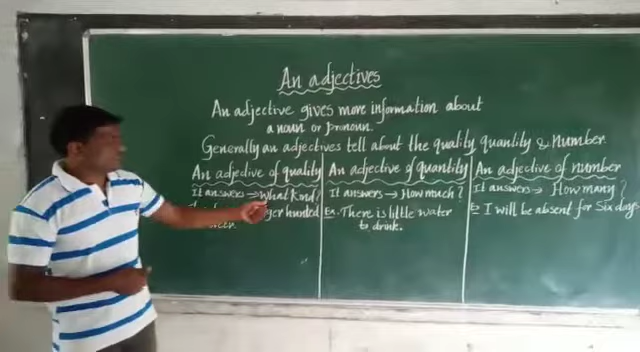 An adjectives
An adjective gives more information about
a noun or pronoun.
Generally an adjectives tell about the quality, quantity & Number.
An adjective of quality
It answers → What Kind?
hunted
An adjective of quantity
It answers → How much?
Ex. There is little water
to drink.
An adjective of number
It answers → How many?
Ex I will be absent for Six days.